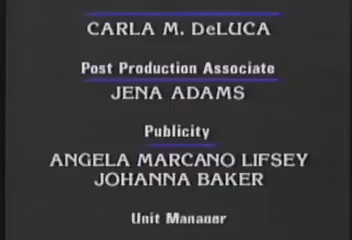 CARLA M. DeLUCA
Post Production Associate
JENA ADAMS
Publicity
ANGELA MARCANO LIFSEY
JOHANNA BAKER
Unit Manager